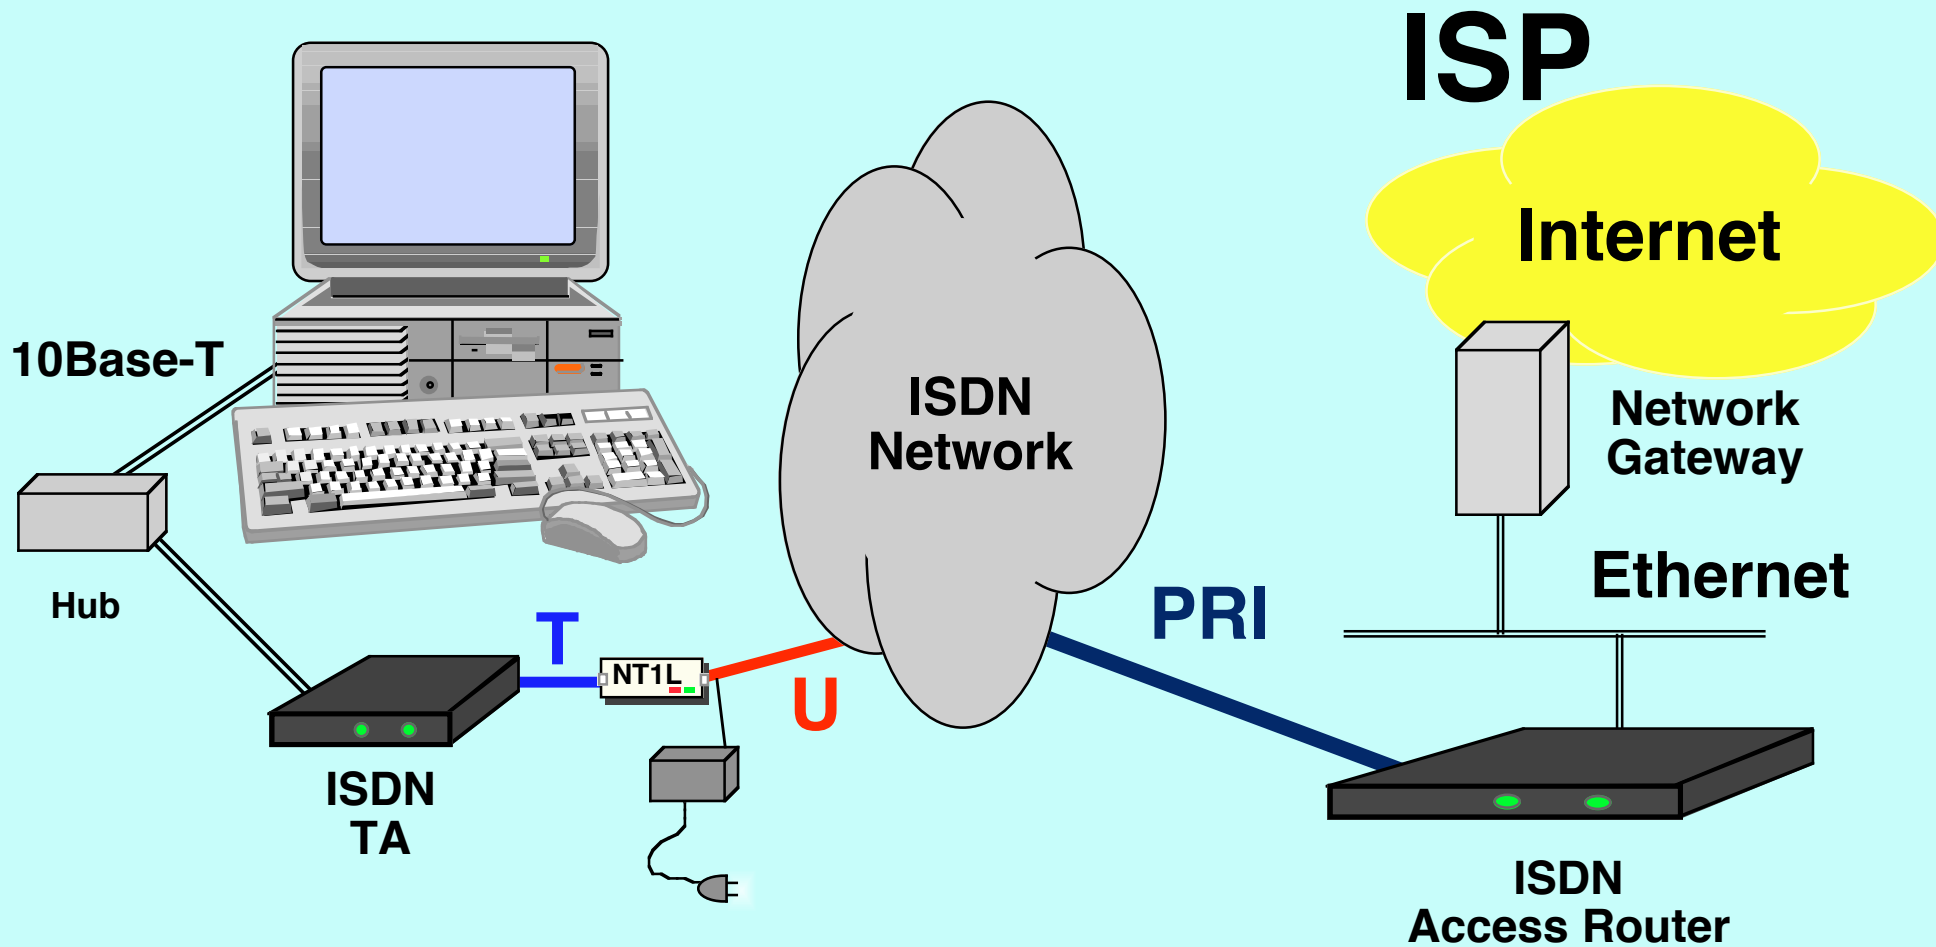 ISP
Internet
10Base-T
ISDN
Network
Network
Gateway
Ethernet
Hub
T
NT1L
U
PRI
ISDN
TA
ISDN
Access Router